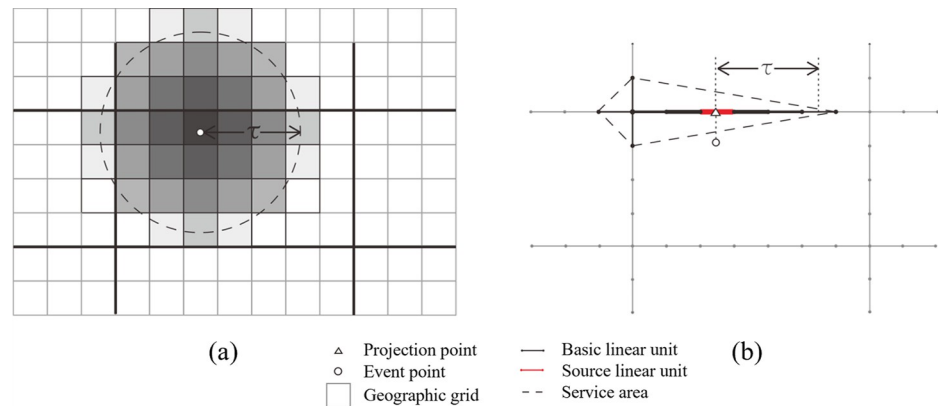 τ
τ
(a)
(b)
Projection point
Event point
Geographic grid
Basic linear unit
Source linear unit
Service area